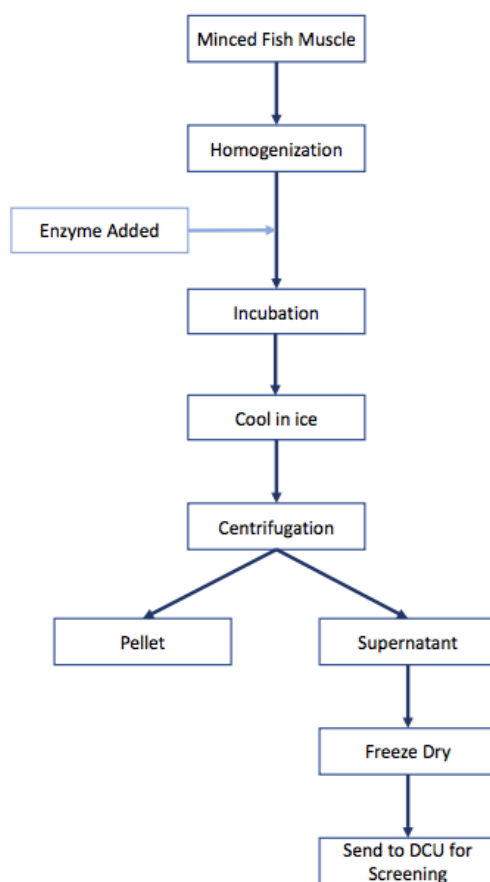 Minced Fish Muscle
Homogenization
Enzyme Added
Incubation
Cool in ice
Centrifugation
Pellet
Supernatant
Freeze Dry
Send to DCU for
Screening